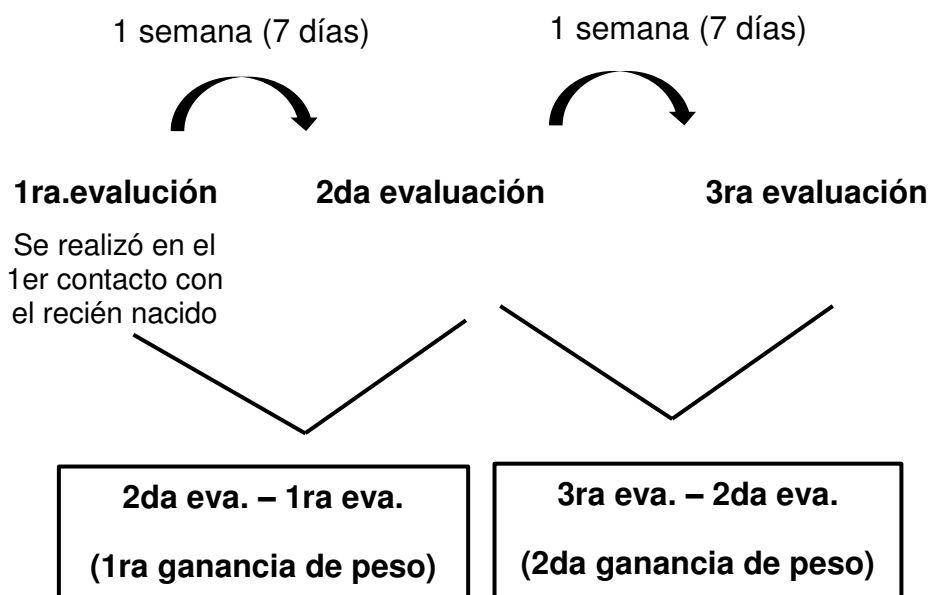 1 semana (7 días)
1 semana (7 días)
1ra.evalución
2da evaluación
3ra evaluación
Se realizó en el
1er contacto con
el recién nacido
2da eva. – 1ra eva.
(1ra ganancia de peso)
3ra eva. – 2da eva.
(2da ganancia de peso)